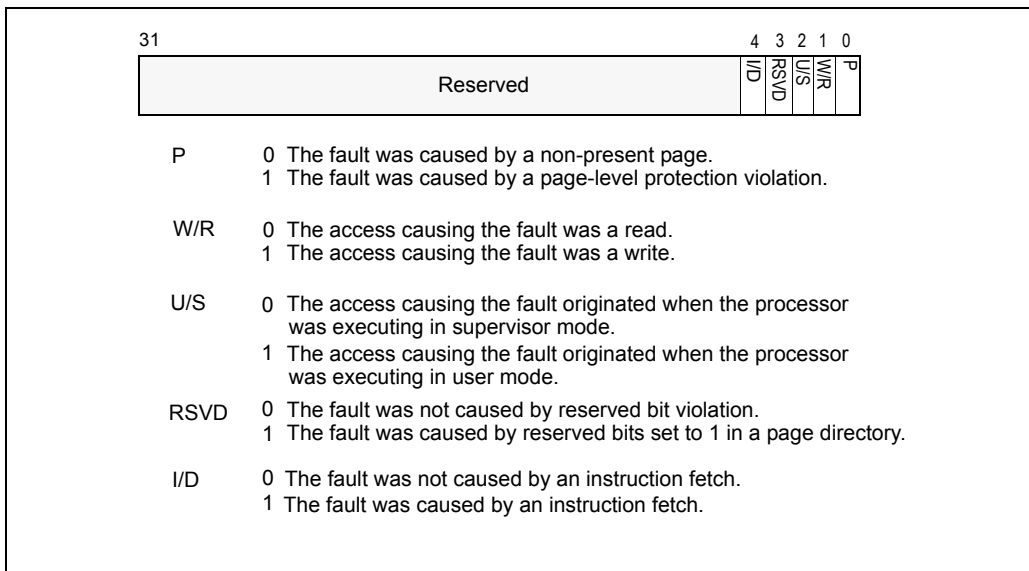 31 4 3 2 1 0
Reserved I/D RSVD U/S W/R P
P 0 The fault was caused by a non-present page.
1 The fault was caused by a page-level protection violation.
W/R 0 The access causing the fault was a read.
1 The access causing the fault was a write.
U/S 0 The access causing the fault originated when the processor
was executing in supervisor mode.
1 The access causing the fault originated when the processor
was executing in user mode.
RSVD 0 The fault was not caused by reserved bit violation.
1 The fault was caused by reserved bits set to 1 in a page directory.
I/D 0 The fault was not caused by an instruction fetch.
1 The fault was caused by an instruction fetch.